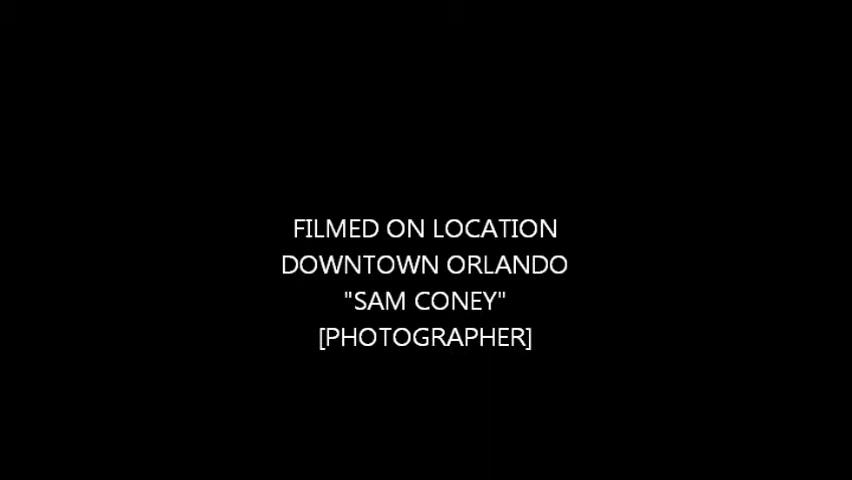 FILMED ON LOCATION
DOWNTOWN ORLANDO
"SAM CONEY"
[PHOTOGRAPHER]